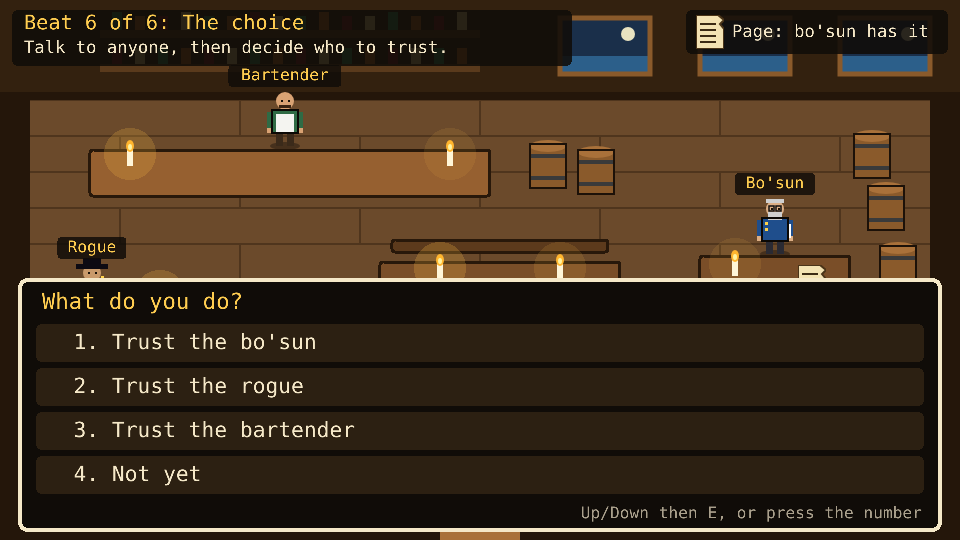 Beat 6 of 6: The choice
Talk to anyone, then decide who to trust.
Page: bo'sun has it
Bartender
Bo'sun
Rogue
What do you do?
1. Trust the bo'sun
2. Trust the rogue
3. Trust the bartender
4. Not yet
Up/Down then E, or press the number